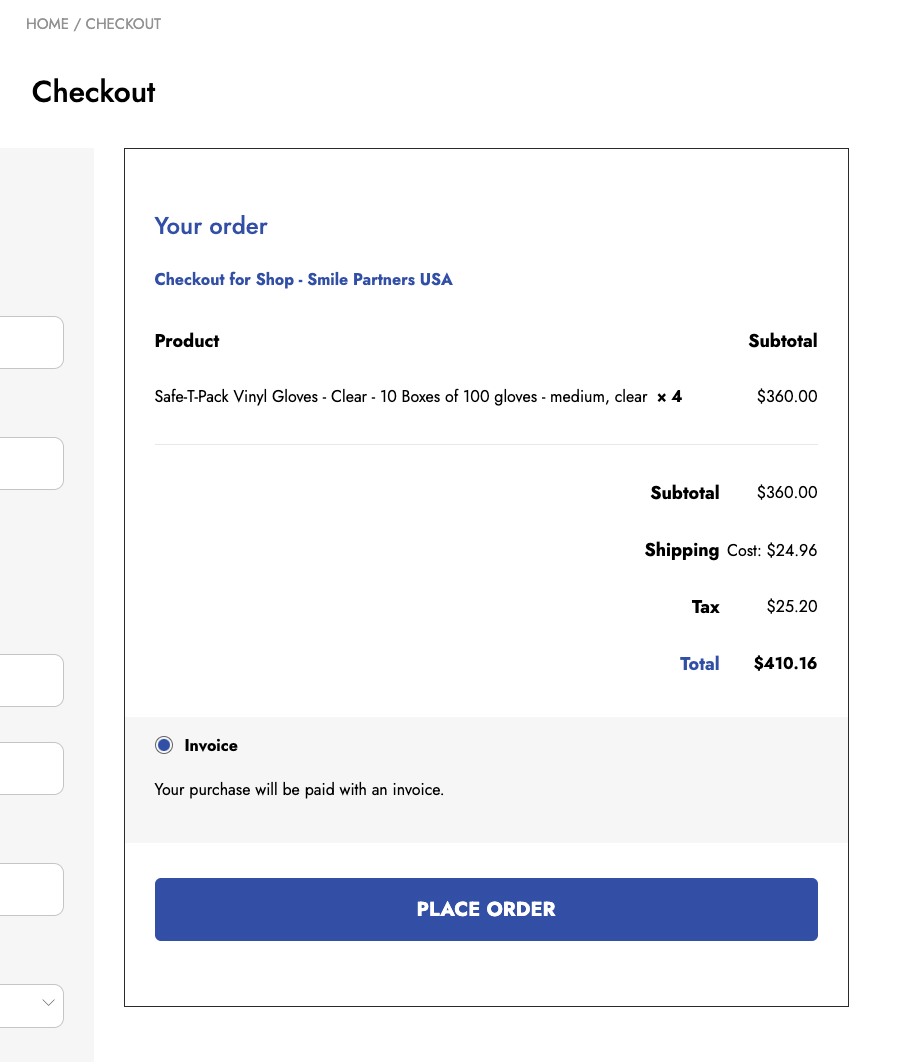 HOME / CHECKOUT
Checkout
Your order
Checkout for Shop - Smile Partners USA
Product Subtotal
Safe-T-Pack Vinyl Gloves - Clear - 10 Boxes of 100 gloves - medium, clear × 4 $360.00
Subtotal $360.00
Shipping Cost: $24.96
Tax $25.20
Total $410.16
Invoice
Your purchase will be paid with an invoice.
PLACE ORDER